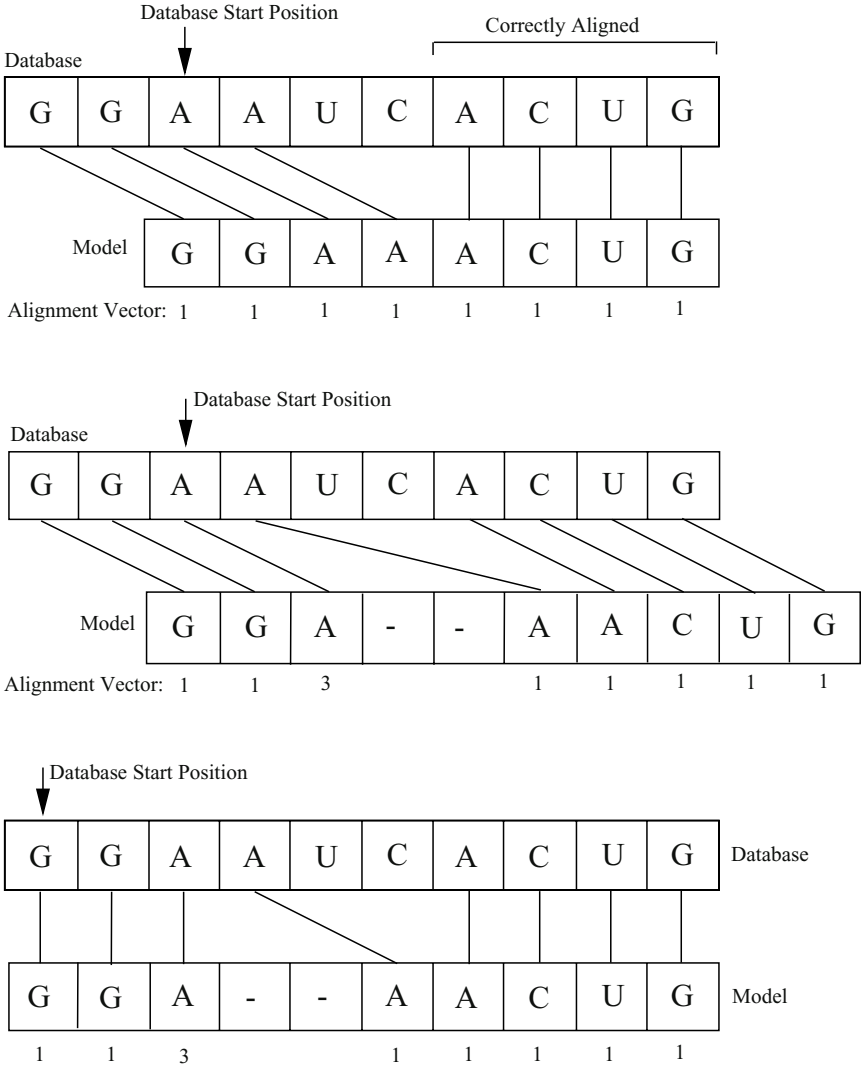 Database Start Position
Correctly Aligned
Database
G G A A U C A C U G
Model G G A A A C U G
Alignment Vector: 1 1 1 1 1 1 1 1
Database Start Position
Database
G G A A U C A C U G
Model G G A - - A A C U G
Alignment Vector: 1 1 3 1 1 1 1 1
Database Start Position
G G A A U C A C U G Database
G G A - - A A C U G Model
1 1 3 1 1 1 1 1